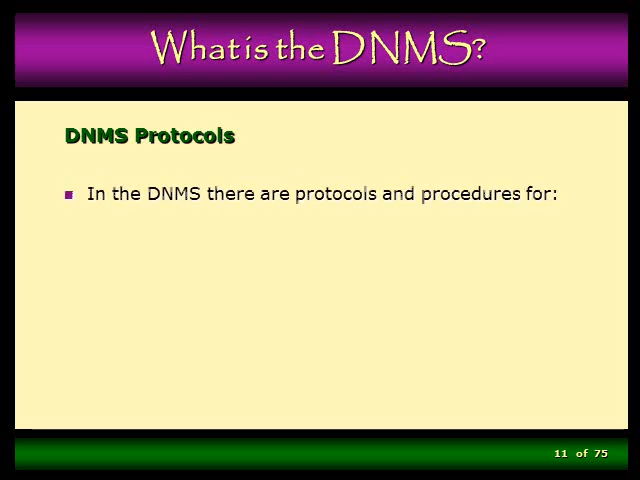 What is the DNMS?
DNMS Protocols
In the DNMS there are protocols and procedures for:
11 of 75